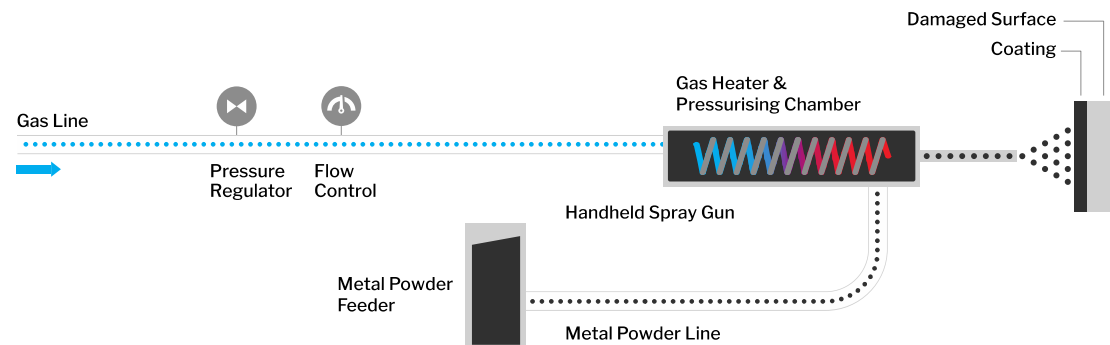 Damaged Surface
Coating
Gas Heater &
Pressurising Chamber
Gas Line
Pressure
Regulator
Flow
Control
Handheld Spray Gun
Metal Powder
Feeder
Metal Powder Line